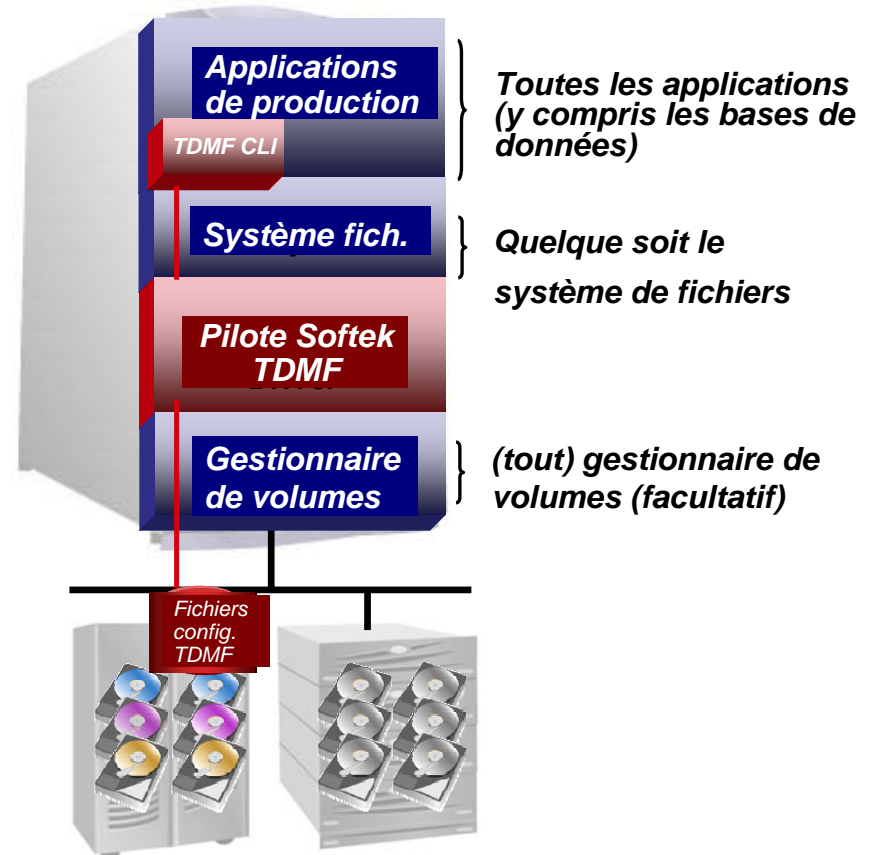 Applications
de production
Toutes les applications
(y compris les bases de
données)
TDMF CLI
Système fich.
Quelque soit le
système de fichiers
Pilote Softek
TDMF
Gestionnaire
de volumes
(tout) gestionnaire de
volumes (facultatif)
Fichiers
config.
TDMF